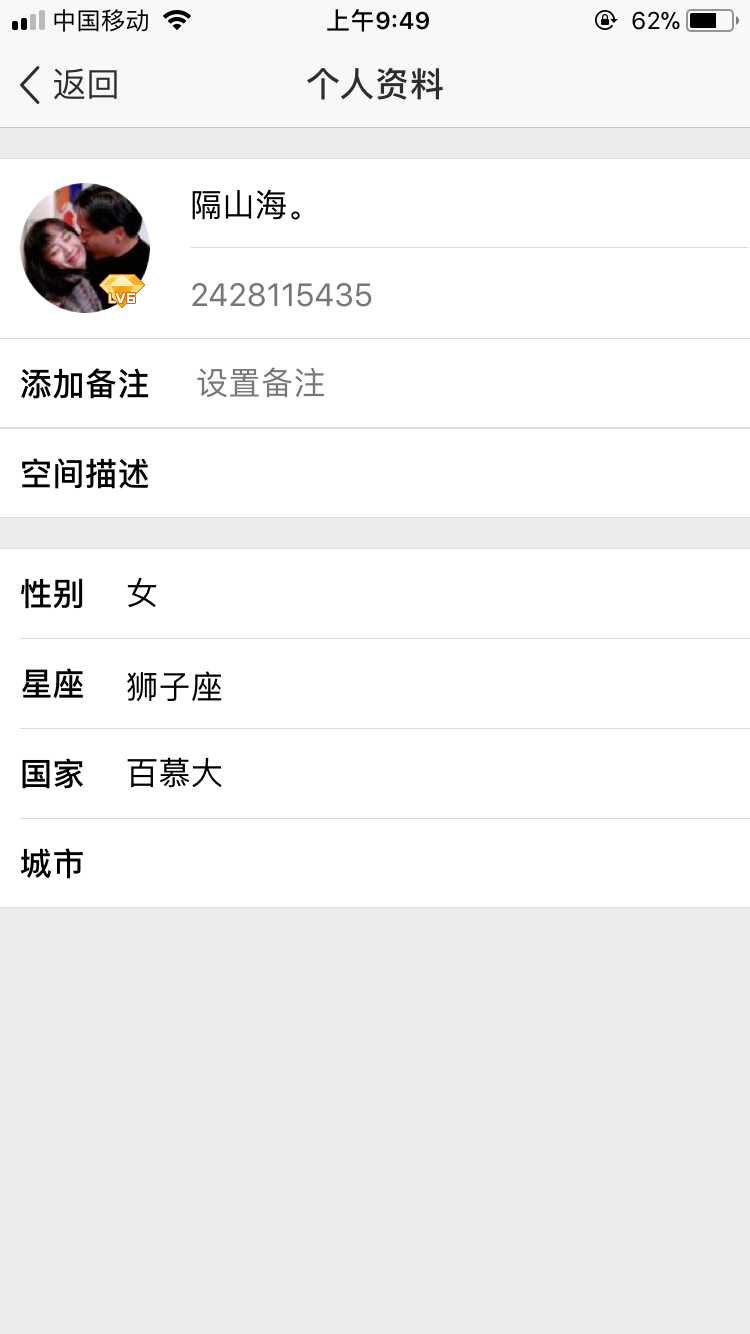 中国移动 上午9:49 62%
返回 个人资料
隔山海。
LV6
2428115435
添加备注 设置备注
空间描述
性别 女
星座 狮子座
国家 百慕大
城市